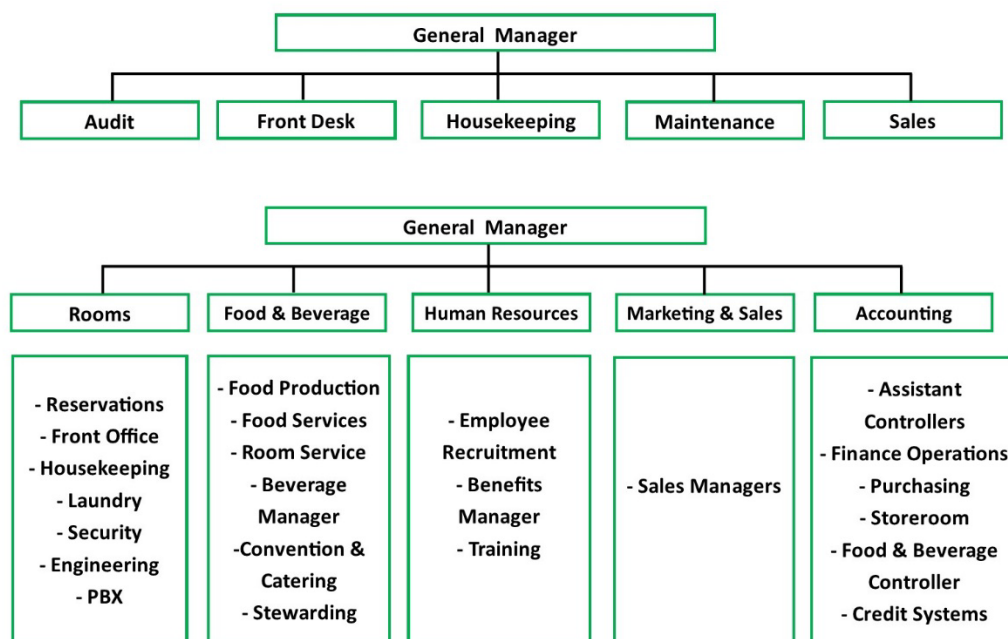 General Manager
Audit
Front Desk
Housekeeping
Maintenance
Sales
General Manager
Rooms
Food & Beverage
Human Resources
Marketing & Sales
Accounting
- Reservations
- Front Office
- Housekeeping
- Laundry
- Security
- Engineering
- PBX
- Food Production
- Food Services
- Room Service
- Beverage
Manager
-Convention &
Catering
- Stewarding
- Employee
Recruitment
- Benefits
Manager
- Training
- Sales Managers
- Assistant
Controllers
- Finance Operations
- Purchasing
- Storeroom
- Food & Beverage
Controller
- Credit Systems